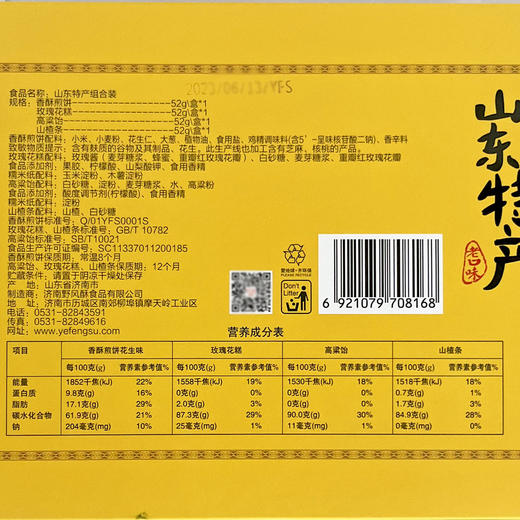 2023/06/13/YFS
食品名称：山东特产组合装
规格：香酥煎饼——52g\盒*1
玫瑰花糕——52g\盒*1
高粱饴——52g\盒*1
山楂条——52g\盒*1
香酥煎饼配料：小米、小麦粉、花生仁、大葱、植物油、食用盐、鸡精调味料(含5'-呈味核苷酸二钠)、香辛料
致敏物质提示：含有麸质的谷物及其制品、花生。此生产线也加工含有芝麻、核桃的产品。
玫瑰花糕配料：玫瑰酱（麦芽糖浆、蜂蜜、重瓣红玫瑰花瓣）、白砂糖、麦芽糖浆、重瓣红玫瑰花瓣
食品添加剂：果胶、柠檬酸、山梨酸钾、食用香精
糯米纸配料：玉米淀粉、木薯淀粉
高粱饴配料：白砂糖、淀粉、麦芽糖浆、水、高粱粉
食品添加剂：酸度调节剂(柠檬酸)、食用香精
糯米纸配料：淀粉
山楂条配料：山楂、白砂糖
香酥煎饼标准号：Q/01YFS0001S
玫瑰花糕、山楂条标准号：GB/T 10782
高粱饴标准号：SB/T10021
食品生产许可证编号：SC11337011200185
香酥煎饼保质期：常温8个月
高粱饴、玫瑰花糕、山楂条保质期：12个月
贮藏条件：请置于阴凉干燥处保存
产地：山东省济南市
制造商：济南野风酥食品有限公司
地址：济南市历城区南郊柳埠镇摩天岭工业区
电话：0531-82843591
传真：0531-82849616
www.yefengsu.com
爱绿球·并环保
PLEASE RECYCLE
Don't
Litter
6 921079 708168
山东特产
老口味
营养成分表
项目 香酥煎饼花生味 玫瑰花糕 高粱饴 山楂条
每100克(g) 营养素参考值% 每100克(g) 营养素参考值% 每100克(g) 营养素参考值% 每100克(g) 营养素参考值%
能量 1852千焦(kJ) 22% 1558千焦(kJ) 19% 1530千焦(kJ) 18% 1518千焦(kJ) 18%
蛋白质 9.8克(g) 16% 0克(g) 0% 0克(g) 0% 0.7克(g) 1%
脂肪 17.1克(g) 29% 2.0克(g) 3% 0克(g) 0% 1.7克(g) 3%
碳水化合物 61.9克(g) 21% 87.3克(g) 29% 90.0克(g) 30% 84.9克(g) 28%
钠 204毫克(mg) 10% 25毫克(mg) 1% 11毫克(mg) 1% 0毫克(mg) 0%